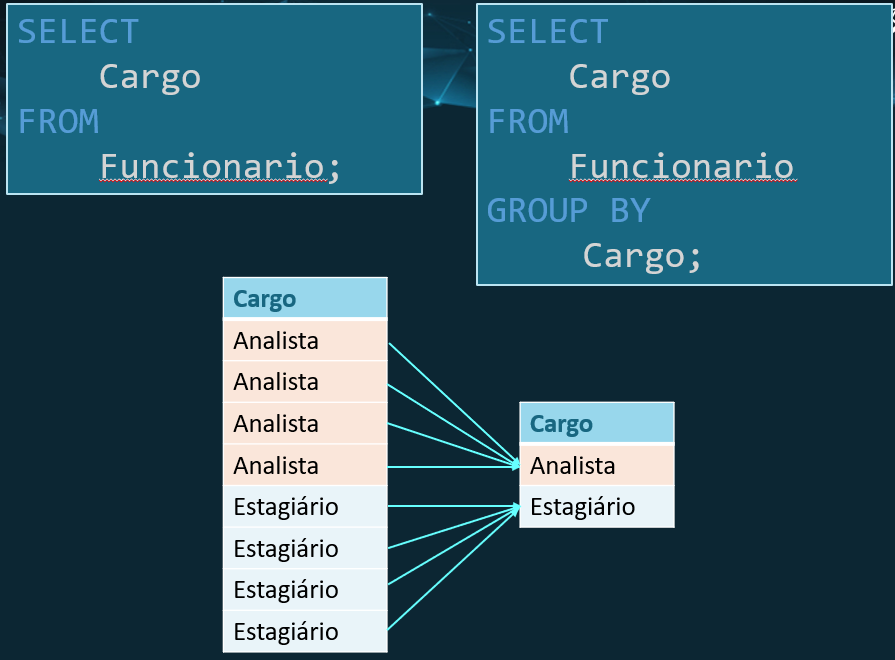 SELECT
Cargo
FROM
Funcionario;
SELECT
Cargo
FROM
Funcionario
GROUP BY
Cargo;
Cargo
Analista
Analista
Analista
Analista
Estagiário
Estagiário
Estagiário
Estagiário
Cargo
Analista
Estagiário